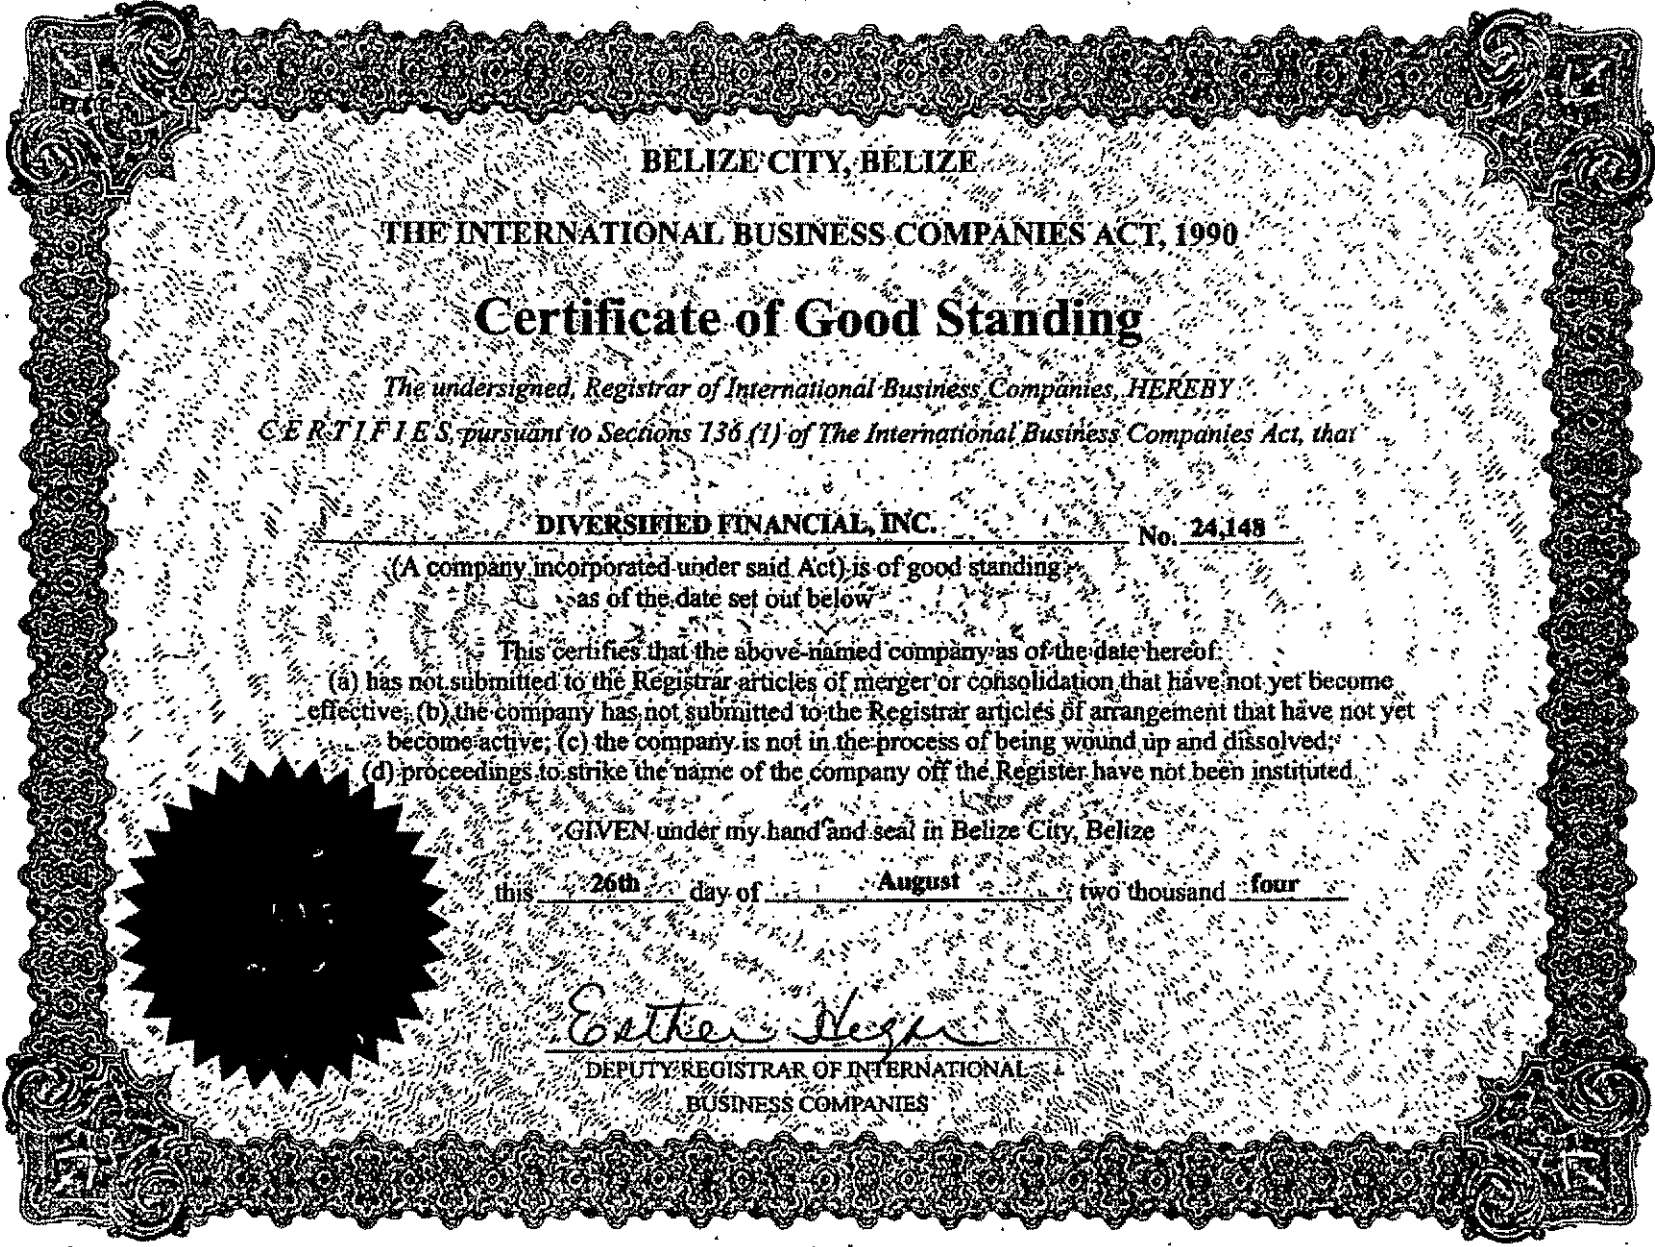 BELIZE CITY, BELIZE
THE INTERNATIONAL BUSINESS COMPANIES ACT, 1990
Certificate of Good Standing
The undersigned, Registrar of International Business Companies, HEREBY
CERTIFIES, pursuant to Sections 136 (1) of The International Business Companies Act, that
DIVERSIFIED FINANCIAL, INC. No. 24,148
(A company incorporated under said Act) is of good standing
as of the date set out below
This certifies that the above-named company as of the date hereof:
(a) has not submitted to the Registrar articles of merger or consolidation that have not yet become
effective; (b) the company has not submitted to the Registrar articles of arrangement that have not yet
become active; (c) the company is not in the process of being wound up and dissolved;
(d) proceedings to strike the name of the company off the Register have not been instituted.
GIVEN under my hand and seal in Belize City, Belize
this 26th day of August, two thousand four
Esther
DEPUTY REGISTRAR OF INTERNATIONAL
BUSINESS COMPANIES